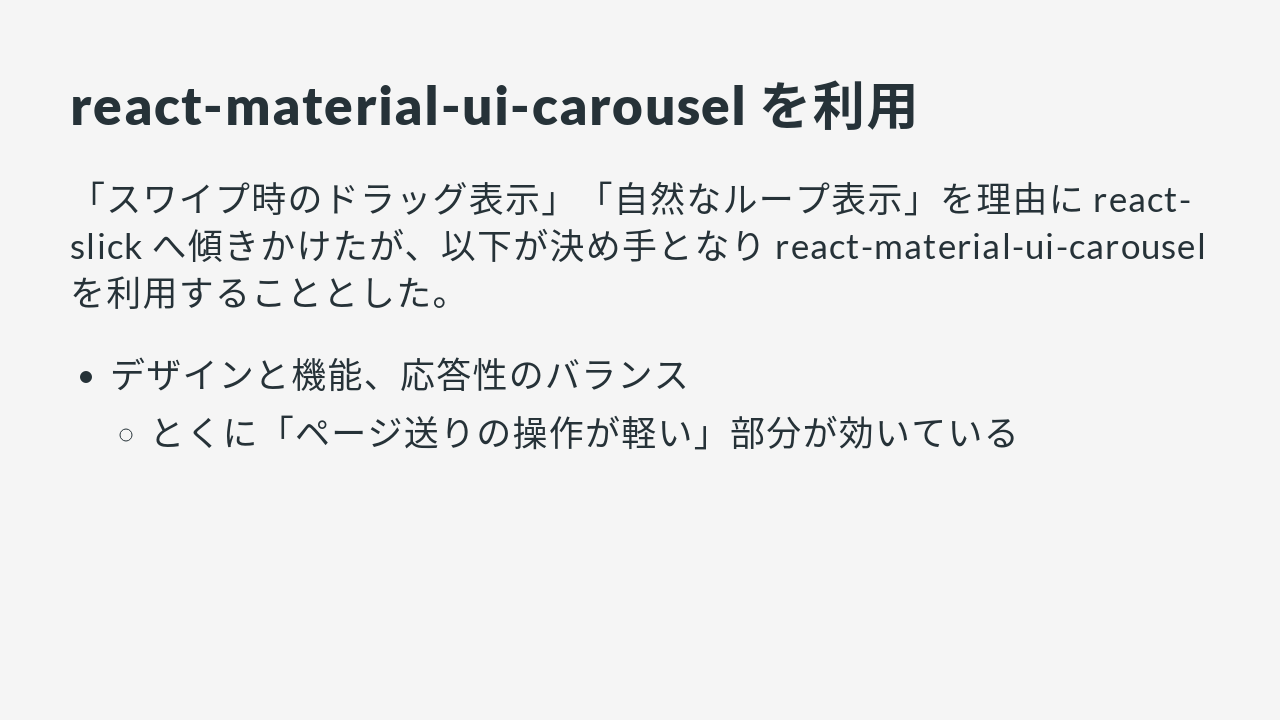 react-material-ui-carousel を利用
「スワイプ時のドラッグ表示」「自然なループ表示」を理由に react-
slick へ傾きかけたが、以下が決め手となり react-material-ui-carousel
を利用することとした。
• デザインと機能、応答性のバランス
○ とくに「ページ送りの操作が軽い」部分が効いている